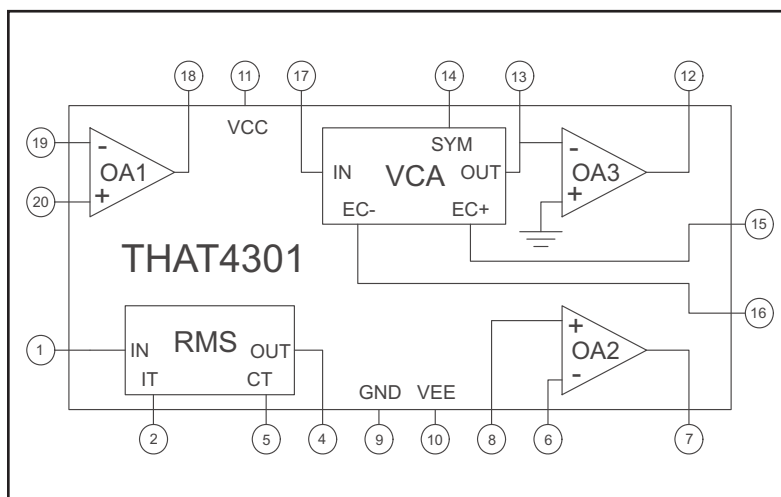 18 11 17 14 13 12
VCC
19 - OA1
20 +
SYM
IN VCA OUT
EC- EC+
- OA3
+
15
THAT4301
16
1 IN RMS OUT
IT CT
+ OA2
-
GND VEE
2 5 4 9 10 8 6 7